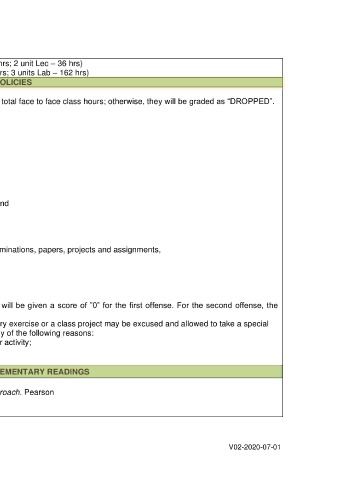 hrs; 2 unit Lec – 36 hrs)
rs; 3 units Lab – 162 hrs)
OLICIES
total face to face class hours; otherwise, they will be graded as “DROPPED”.
nd
minations, papers, projects and assignments,
will be given a score of "0" for the first offense. For the second offense, the
ry exercise or a class project may be excused and allowed to take a special
y of the following reasons:
r activity;
EMENTARY READINGS
roach. Pearson
V02-2020-07-01